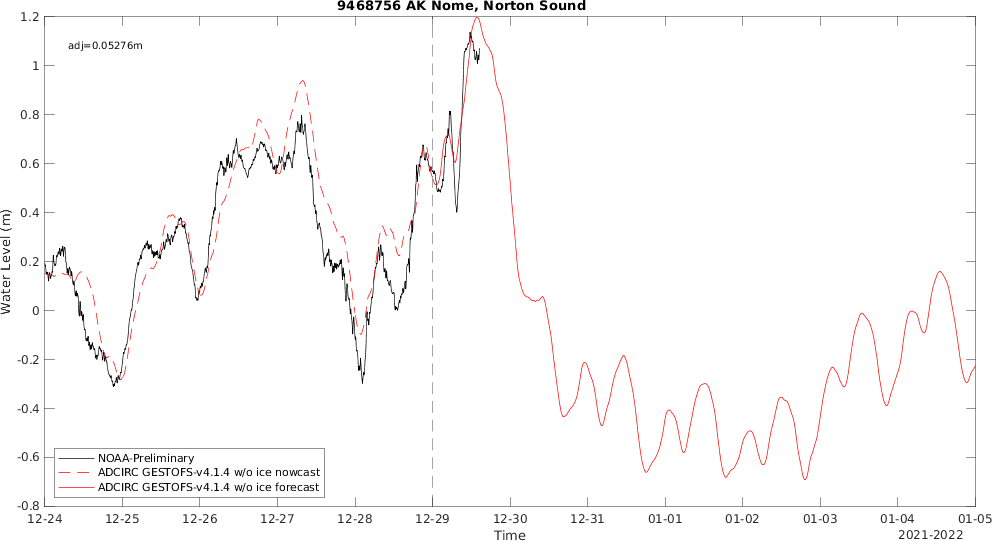 9468756 AK Nome, Norton Sound
adj=0.05276m
1.2
1
0.8
0.6
0.4
0.2
0
-0.2
-0.4
-0.6
-0.8
Water Level (m)
NOAA-Preliminary
ADCIRC GESTOFS-v4.1.4 w/o ice nowcast
ADCIRC GESTOFS-v4.1.4 w/o ice forecast
12-24 12-25 12-26 12-27 12-28 12-29 12-30 12-31 01-01 01-02 01-03 01-04 01-05
Time
2021-2022